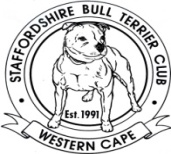 STAFFORDSHIRE BULL TERRIER CLUB
Est. 1991
WESTERN CAPE